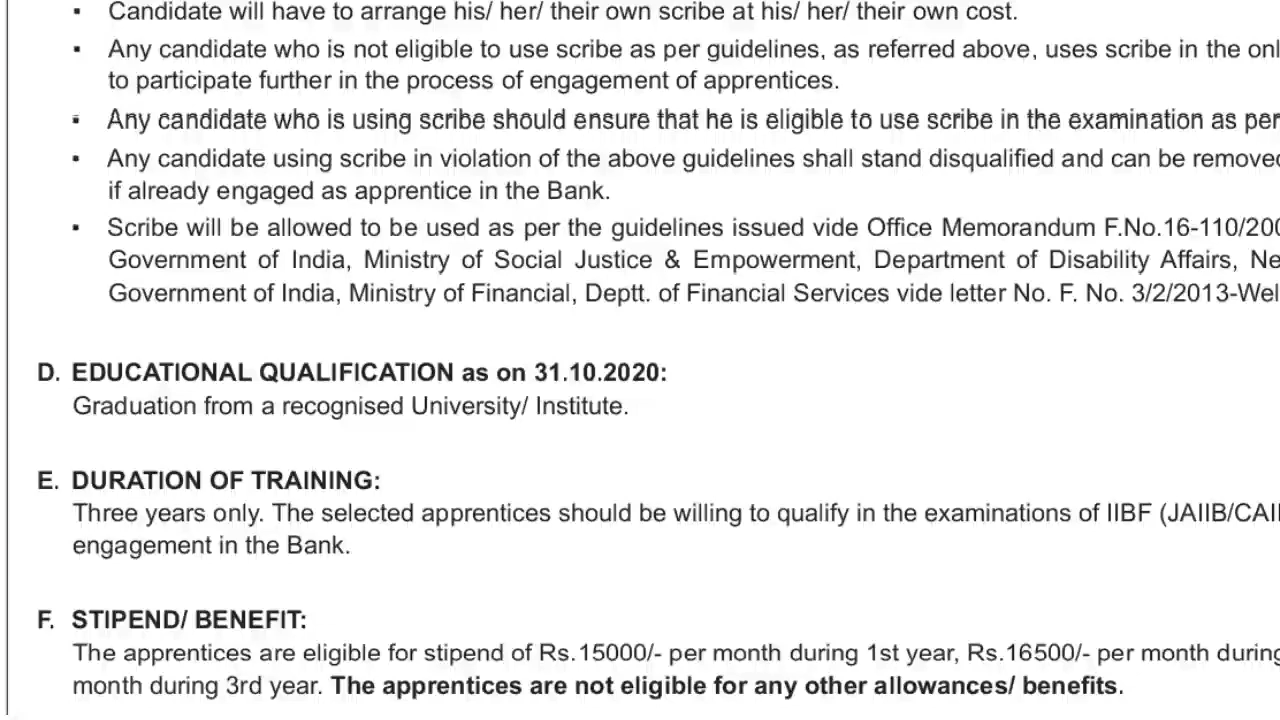 ▪ Candidate will have to arrange his/ her/ their own scribe at his/ her/ their own cost.
▪ Any candidate who is not eligible to use scribe as per guidelines, as referred above, uses scribe in the
to participate further in the process of engagement of apprentices.
▪ Any candidate who is using scribe should ensure that he is eligible to use scribe in the examination as per
▪ Any candidate using scribe in violation of the above guidelines shall stand disqualified and can be removed
if already engaged as apprentice in the Bank.
▪ Scribe will be allowed to be used as per the guidelines issued vide Office Memorandum F.No.16-110/200
Government of India, Ministry of Social Justice & Empowerment, Department of Disability Affairs, Ne
Government of India, Ministry of Financial, Deptt. of Financial Services vide letter No. F. No. 3/2/2013-Wel
D. EDUCATIONAL QUALIFICATION as on 31.10.2020:
Graduation from a recognised University/ Institute.
E. DURATION OF TRAINING:
Three years only. The selected apprentices should be willing to qualify in the examinations of IIBF (JAIIB/CAII
engagement in the Bank.
F. STIPEND/ BENEFIT:
The apprentices are eligible for stipend of Rs.15000/- per month during 1st year, Rs.16500/- per month during
month during 3rd year. The apprentices are not eligible for any other allowances/ benefits.